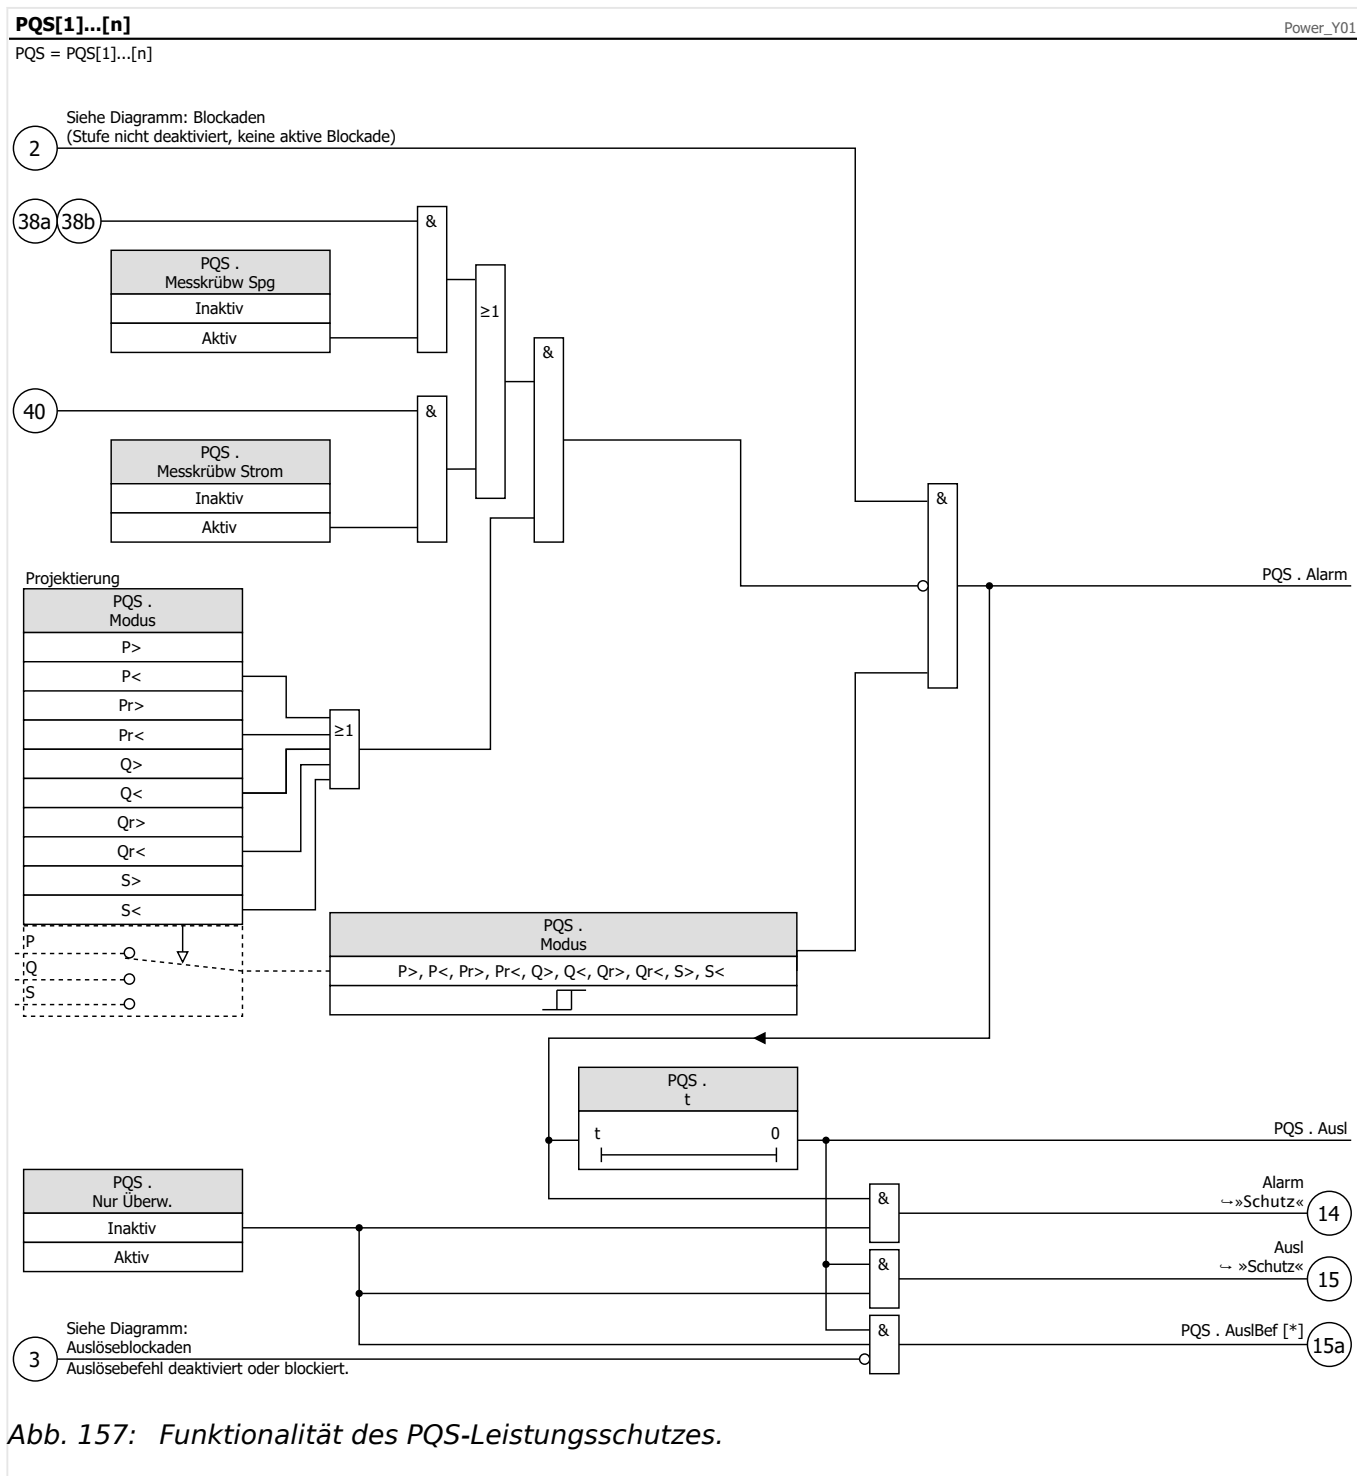 PQS[1]...[n]
Power_Y01
PQS = PQS[1]...[n]
Siehe Diagramm: Blockaden
(Stufe nicht deaktiviert, keine aktive Blockade)
2
38a 38b
&
PQS .
Messkrübw Spg
Inaktiv
Aktiv
≥1
&
40
&
PQS .
Messkrübw Strom
Inaktiv
Aktiv
&
PQS . Alarm
Projektierung
PQS .
Modus
P>
P<
Pr>
Pr<
Q>
Q<
Qr>
Qr<
S>
S<
≥1
P
Q
S
PQS .
Modus
P>, P<, Pr>, Pr<, Q>, Q<, Qr>, Qr<, S>, S<
PQS .
t
t 0
PQS . Ausl
PQS .
Nur Überw.
Inaktiv
Aktiv
&
Alarm
↪»Schutz«
14
&
Ausl
↪ »Schutz«
15
&
PQS . AuslBef [*]
15a
Siehe Diagramm:
Auslöseblockaden
Auslösebefehl deaktiviert oder blockiert.
3
Abb. 157: Funktionalität des PQS-Leistungsschutzes.